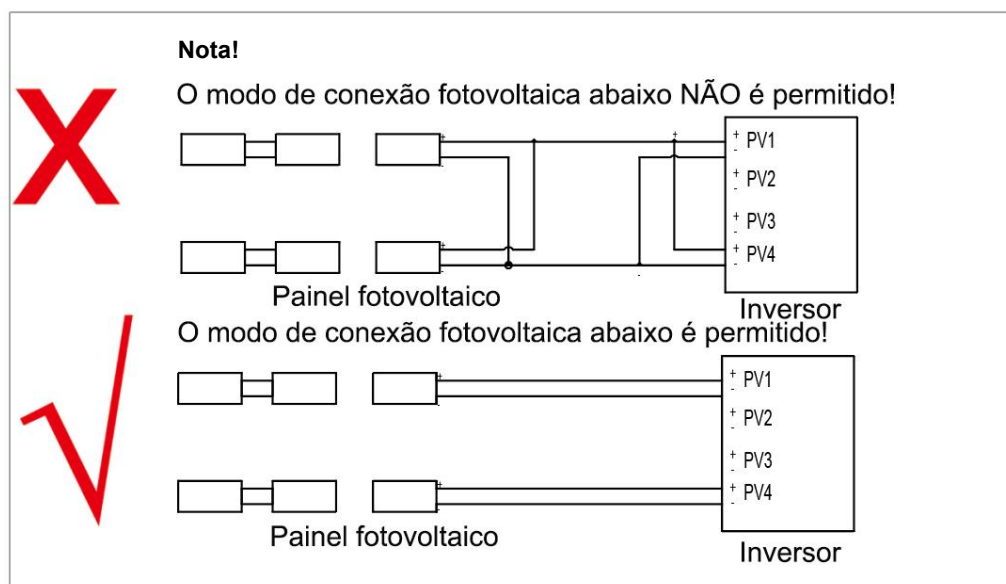 Nota!
O modo de conexão fotovoltaica abaixo NÃO é permitido!
+
-
+
-
+
+ PV1
-
+ PV2
-
+ PV3
-
+ PV4
-
Painel fotovoltaico
Inversor
O modo de conexão fotovoltaica abaixo é permitido!
+
-
+
-
+ PV1
-
+ PV2
-
+ PV3
-
+ PV4
-
Painel fotovoltaico
Inversor